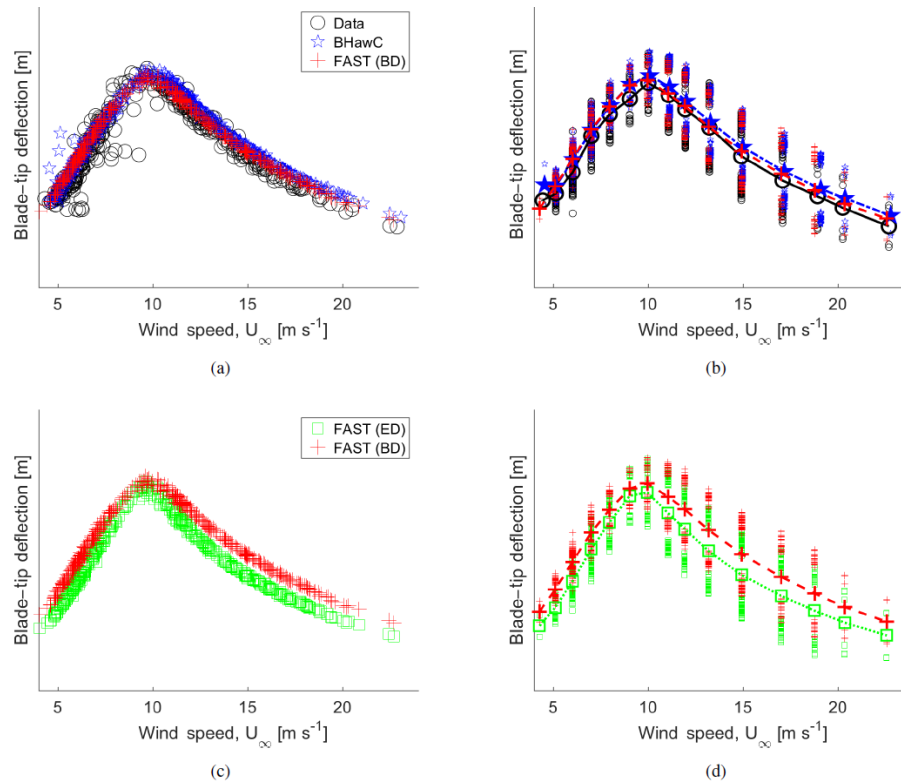 Data
BHawC
FAST (BD)
Blade-tip deflection [m]
5 10 15 20
Wind speed, U∞ [m s-1]
(a)
Blade-tip deflection [m]
5 10 15 20
Wind speed, U∞ [m s-1]
(b)
FAST (ED)
FAST (BD)
Blade-tip deflection [m]
5 10 15 20
Wind speed, U∞ [m s-1]
(c)
Blade-tip deflection [m]
5 10 15 20
Wind speed, U∞ [m s-1]
(d)